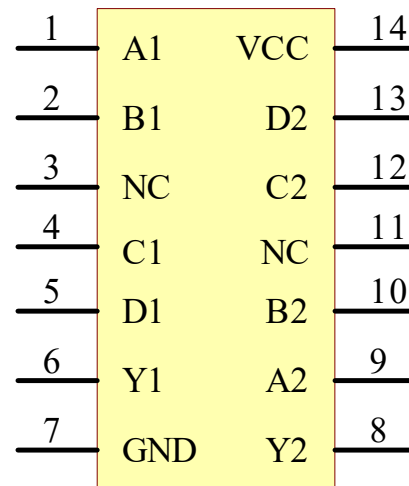 1 A1 VCC 14
2 B1 D2 13
3 NC C2 12
4 C1 NC 11
5 D1 B2 10
6 Y1 A2 9
7 GND Y2 8